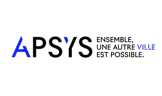 APSYS
ENSEMBLE,
UNE AUTRE VILLE
EST POSSIBLE.